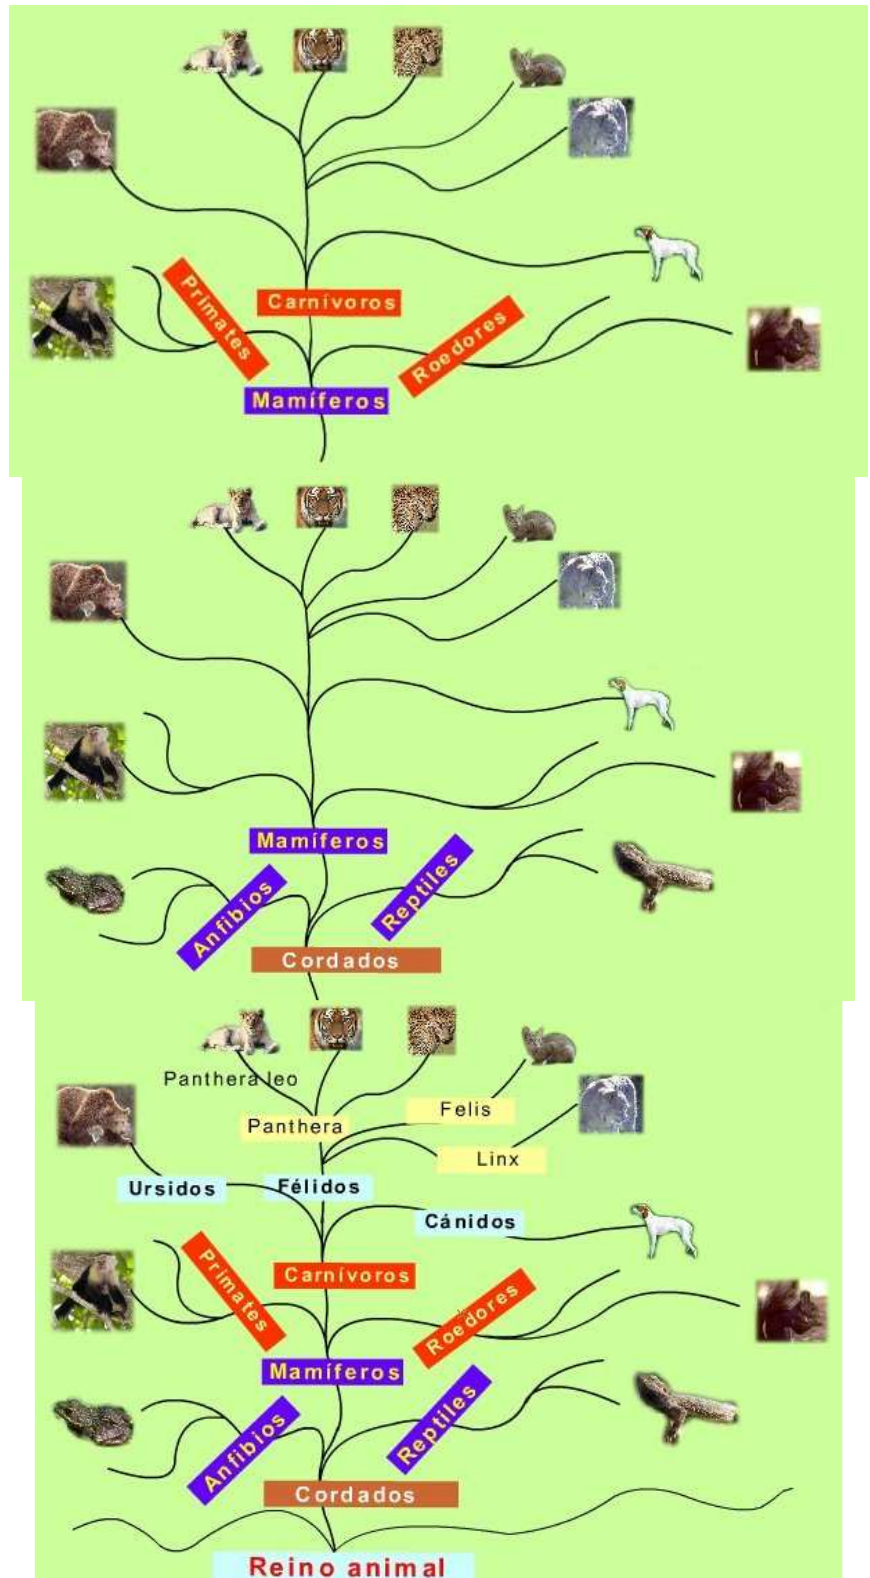 Primates
Carnívoros
Roedores
Mamíferos
Mamíferos
Anfibios
Reptiles
Cordados
Panthera leo
Panthera
Felis
Linx
Ursidos
Félidos
Cánidos
Primates
Carnívoros
Roedores
Mamíferos
Anfibios
Reptiles
Cordados
Reino animal